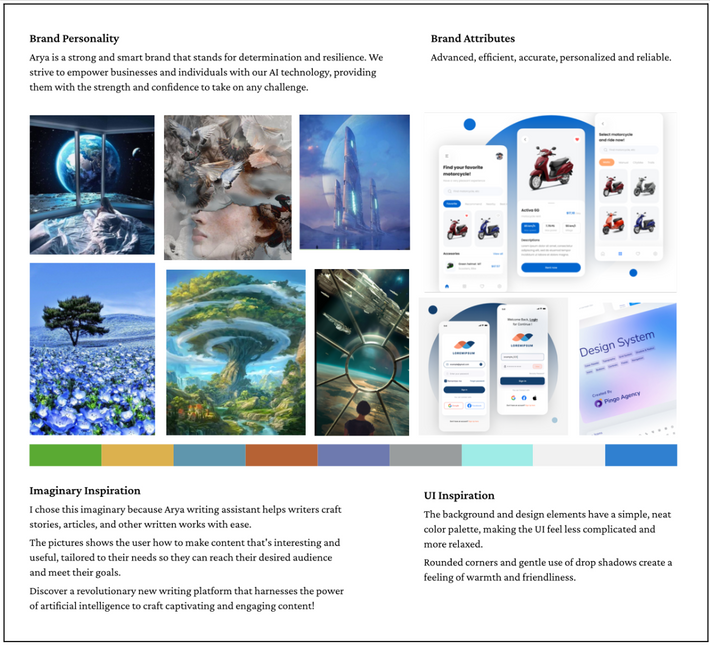 Brand Personality
Arya is a strong and smart brand that stands for determination and resilience. We
strive to empower businesses and individuals with our AI technology, providing
them with the strength and confidence to take on any challenge.
Brand Attributes
Advanced, efficient, accurate, personalized and reliable.
Find your favorite
motorcycle!
Select motorcycle
and ride now!
Welcome Back, Login
to Continue !
LOREMIPSUM
LOREMIPSUM
Design System
Created By
Pingo Agency
Imaginary Inspiration
I chose this imaginary because Arya writing assistant helps writers craft
stories, articles, and other written works with ease.
The pictures shows the user how to make content that's interesting and
useful, tailored to their needs so they can reach their desired audience
and meet their goals.
Discover a revolutionary new writing platform that harnesses the power
of artificial intelligence to craft captivating and engaging content!
UI Inspiration
The background and design elements have a simple, neat
color palette, making the UI feel less complicated and
more relaxed.
Rounded corners and gentle use of drop shadows create a
feeling of warmth and friendliness.